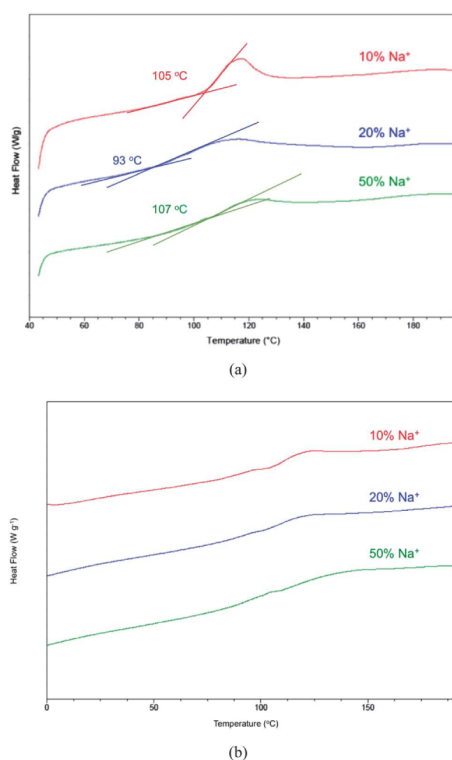 10% Na⁺
105 °C
20% Na⁺
93 °C
50% Na⁺
107 °C
Heat Flow (W/g)
40 60 80 100 120 140 160 180
Temperature (°C)
(a)
10% Na⁺
20% Na⁺
50% Na⁺
Heat Flow (W g⁻¹)
0 50 100 150
Temperature (°C)
(b)